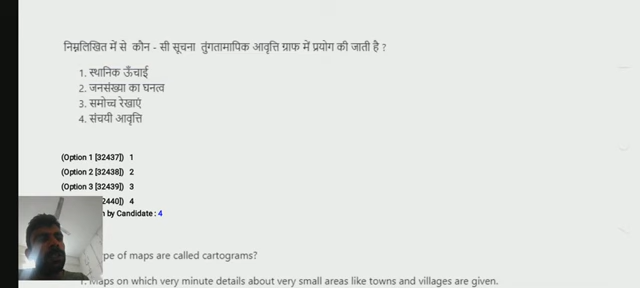 निम्नलिखित में से कौन - सी सूचना तुंगतामापिक आवृत्ति ग्राफ में प्रयोग की जाती है ?
1. स्थानिक ऊँचाई
2. जनसंख्या का घनत्व
3. समोच्च रेखाएं
4. संचयी आवृत्ति
(Option 1 [32437]) 1
(Option 2 [32438]) 2
(Option 3 [32439]) 3
2440]) 4
by Candidate : 4
of maps are called cartograms?
1. Maps on which very minute details about very small areas like towns and villages are given.